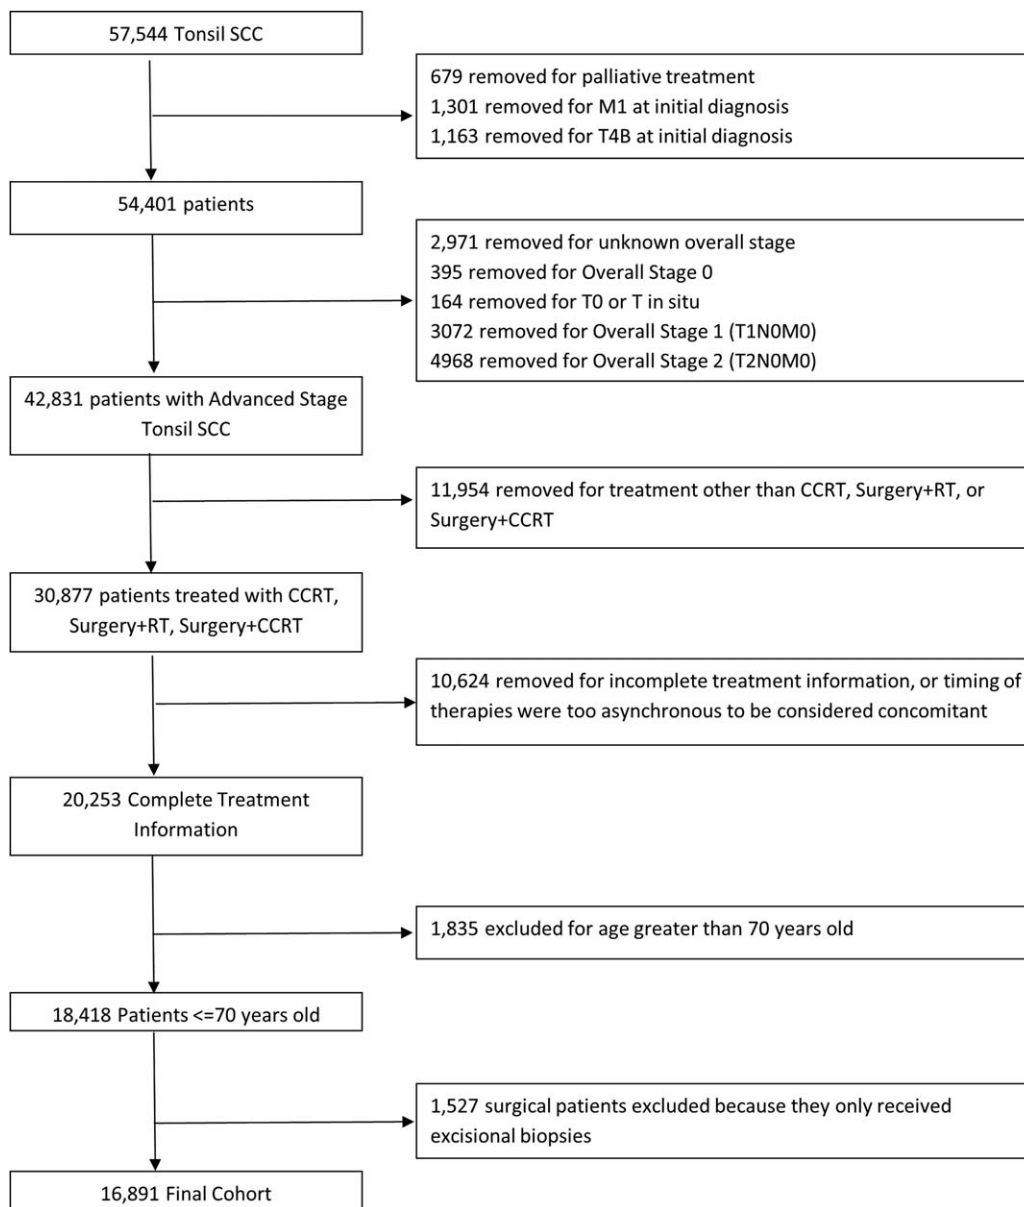 57,544 Tonsil SCC
679 removed for palliative treatment
1,301 removed for M1 at initial diagnosis
1,163 removed for T4B at initial diagnosis
54,401 patients
2,971 removed for unknown overall stage
395 removed for Overall Stage 0
164 removed for T0 or T in situ
3072 removed for Overall Stage 1 (T1N0M0)
4968 removed for Overall Stage 2 (T2N0M0)
42,831 patients with Advanced Stage
Tonsil SCC
11,954 removed for treatment other than CCRT, Surgery+RT, or
Surgery+CCRT
30,877 patients treated with CCRT,
Surgery+RT, Surgery+CCRT
10,624 removed for incomplete treatment information, or timing of
therapies were too asynchronous to be considered concomitant
20,253 Complete Treatment
Information
1,835 excluded for age greater than 70 years old
18,418 Patients <=70 years old
1,527 surgical patients excluded because they only received
excisional biopsies
16,891 Final Cohort